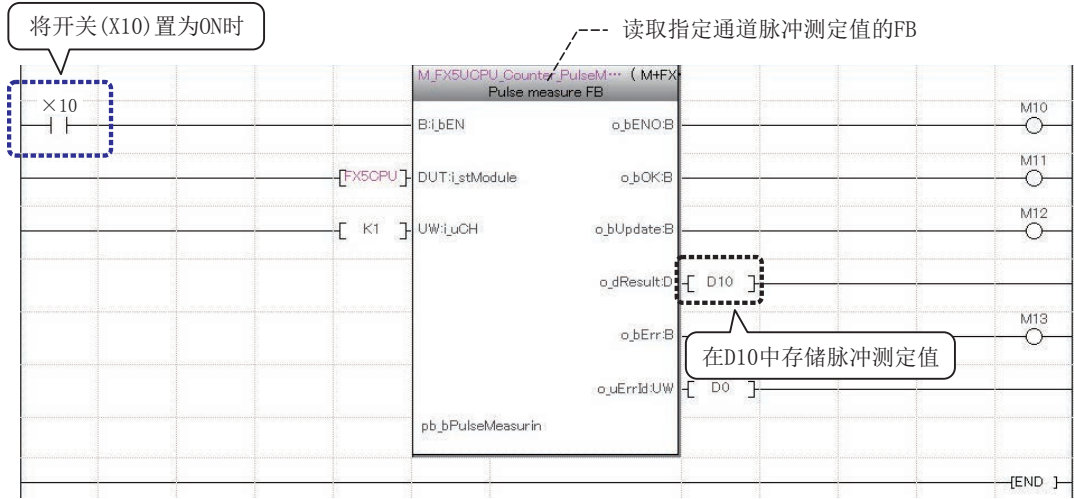 将开关(X10)置为ON时
读取指定通道脉冲测定值的FB
M_FX5UCPU_Counter_PulseM… ( M+FX
Pulse measure FB
×10
B:i_bEN
o_bENO:B
M10
FX5CPU
DUT:i_stModule
o_bOK:B
M11
K1
UW:i_uCH
o_bUpdate:B
M12
o_dResult:D
D10
o_bErr:B
M13
在D10中存储脉冲测定值
o_uErrId:UW
D0
pb_bPulseMeasurin
END